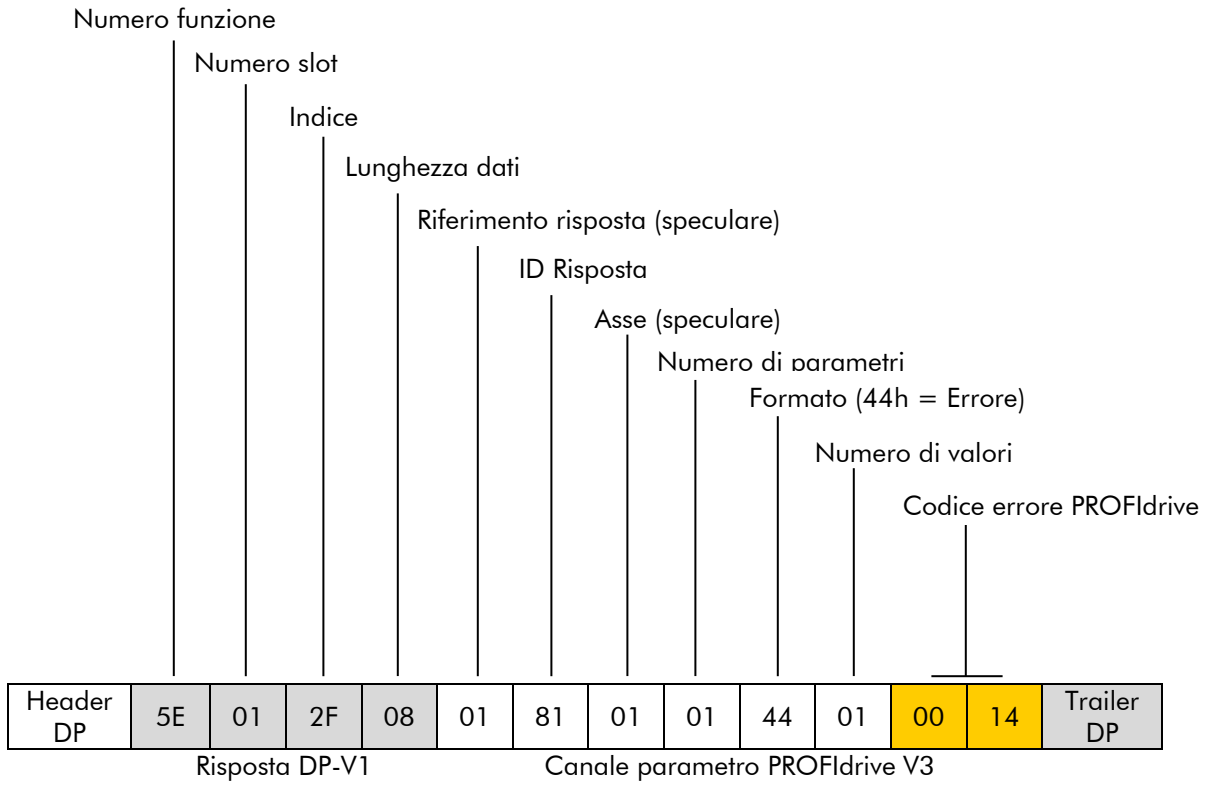 Numero funzione
Numero slot
Indice
Lunghezza dati
Riferimento risposta (speculare)
ID Risposta
Asse (speculare)
Numero di parametri
Formato (44h = Errore)
Numero di valori
Codice errore PROFIdrive
Header DP 5E 01 2F 08 01 81 01 01 44 01 00 14 Trailer DP
Risposta DP-V1 Canale parametro PROFIdrive V3